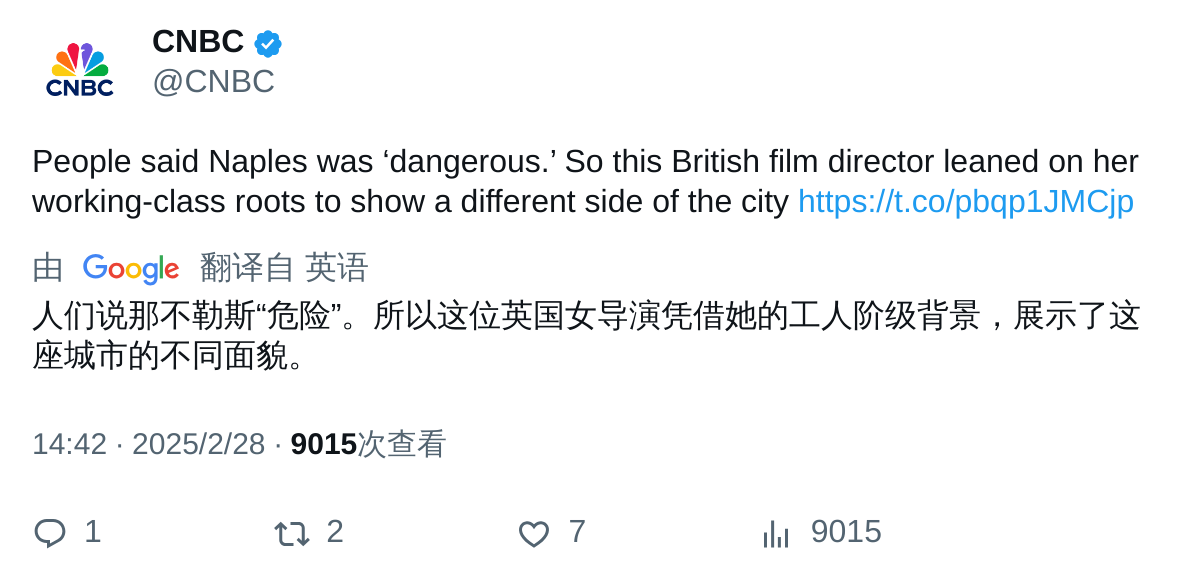 CNBC
CNBC
@CNBC
People said Naples was ‘dangerous.’ So this British film director leaned on her
working-class roots to show a different side of the city https://t.co/pbqp1JMCjp
由 Google 翻译自 英语
人们说那不勒斯“危险”。所以这位英国女导演凭借她的工人阶级背景，展示了这
座城市的不同面貌。
14:42 · 2025/2/28 · 9015次查看
1 2 7 9015